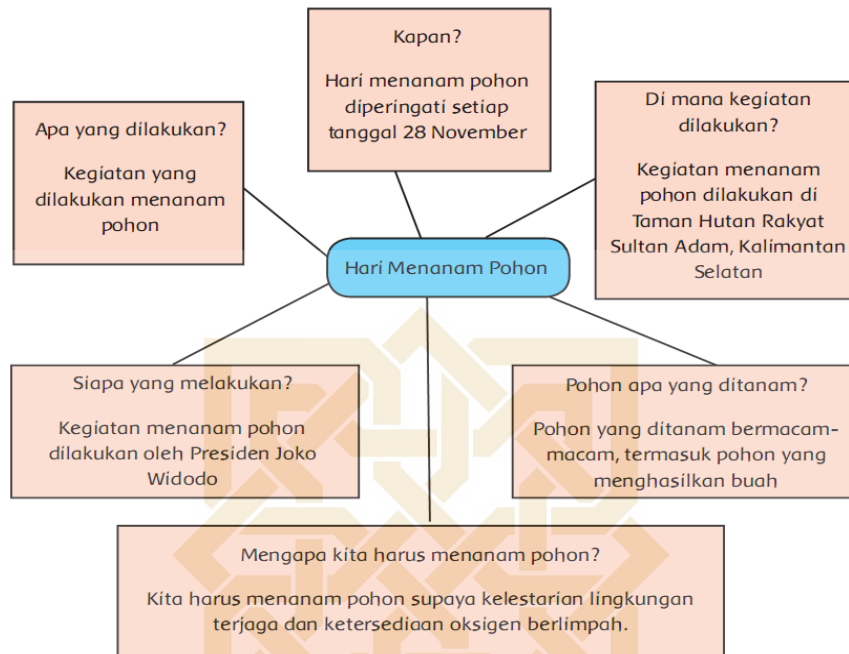 Kapan?
Hari menanam pohon
diperingati setiap
tanggal 28 November
Apa yang dilakukan?
Kegiatan yang
dilakukan menanam
pohon
Di mana kegiatan
dilakukan?
Kegiatan menanam
pohon dilakukan di
Taman Hutan Rakyat
Sultan Adam, Kalimantan
Selatan
Hari Menanam Pohon
Siapa yang melakukan?
Kegiatan menanam pohon
dilakukan oleh Presiden Joko
Widodo
Pohon apa yang ditanam?
Pohon yang ditanam bermacam-
macam, termasuk pohon yang
menghasilkan buah
Mengapa kita harus menanam pohon?
Kita harus menanam pohon supaya kelestarian lingkungan
terjaga dan ketersediaan oksigen berlimpah.